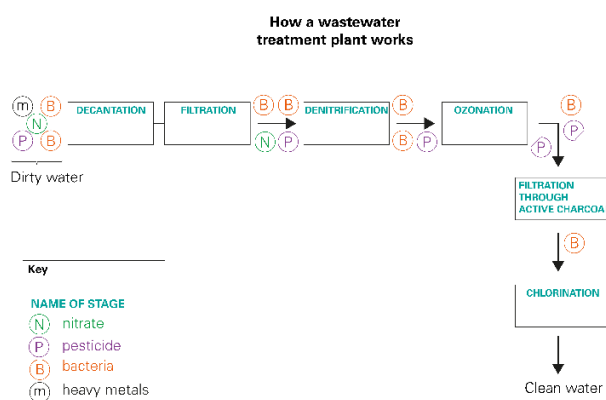 How a wastewater
treatment plant works
m B
N
P B
Dirty water
DECANTATION
FILTRATION
B B
N P
DENITRIFICATION
B
B P
OZONATION
B
P
P
FILTRATION
THROUGH
ACTIVE CHARCOA
B
CHLORINATION
Clean water
Key
NAME OF STAGE
N nitrate
P pesticide
B bacteria
m heavy metals